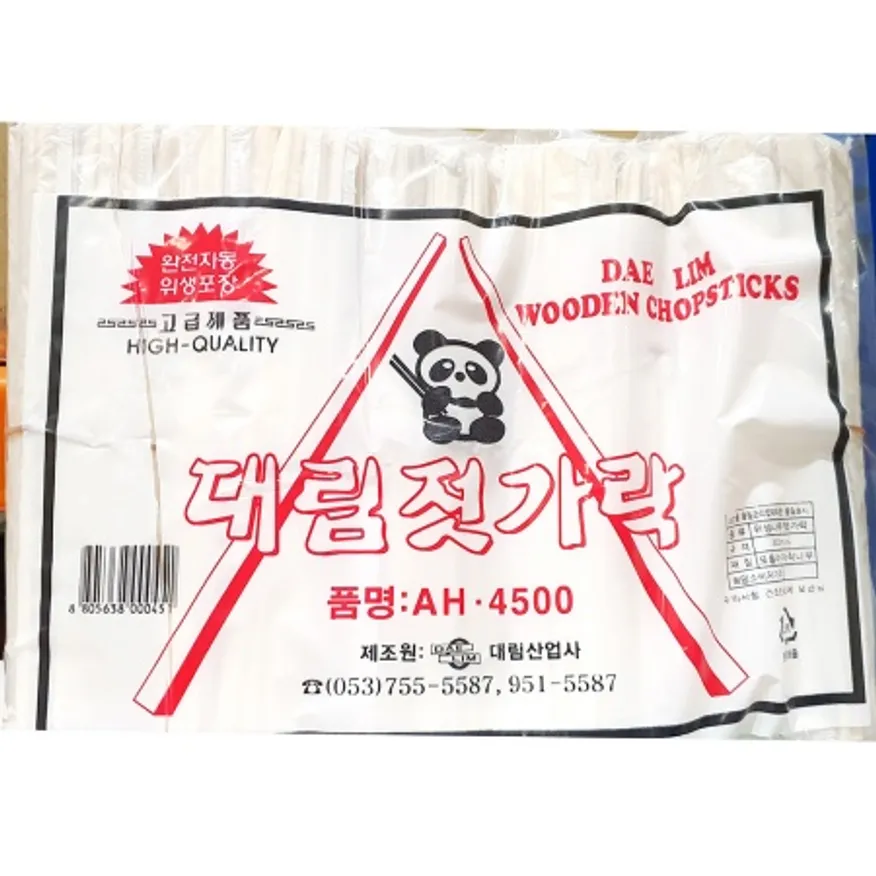 완전자동
위생포장
고급제품
HIGH-QUALITY
DAE LIM
WOODEN CHOPSTICKS
대림젓가락
8 805638 000451
품명:AH·4500
제조원: DAE LIM 대림산업사
☎(053)755-5587, 951-5587